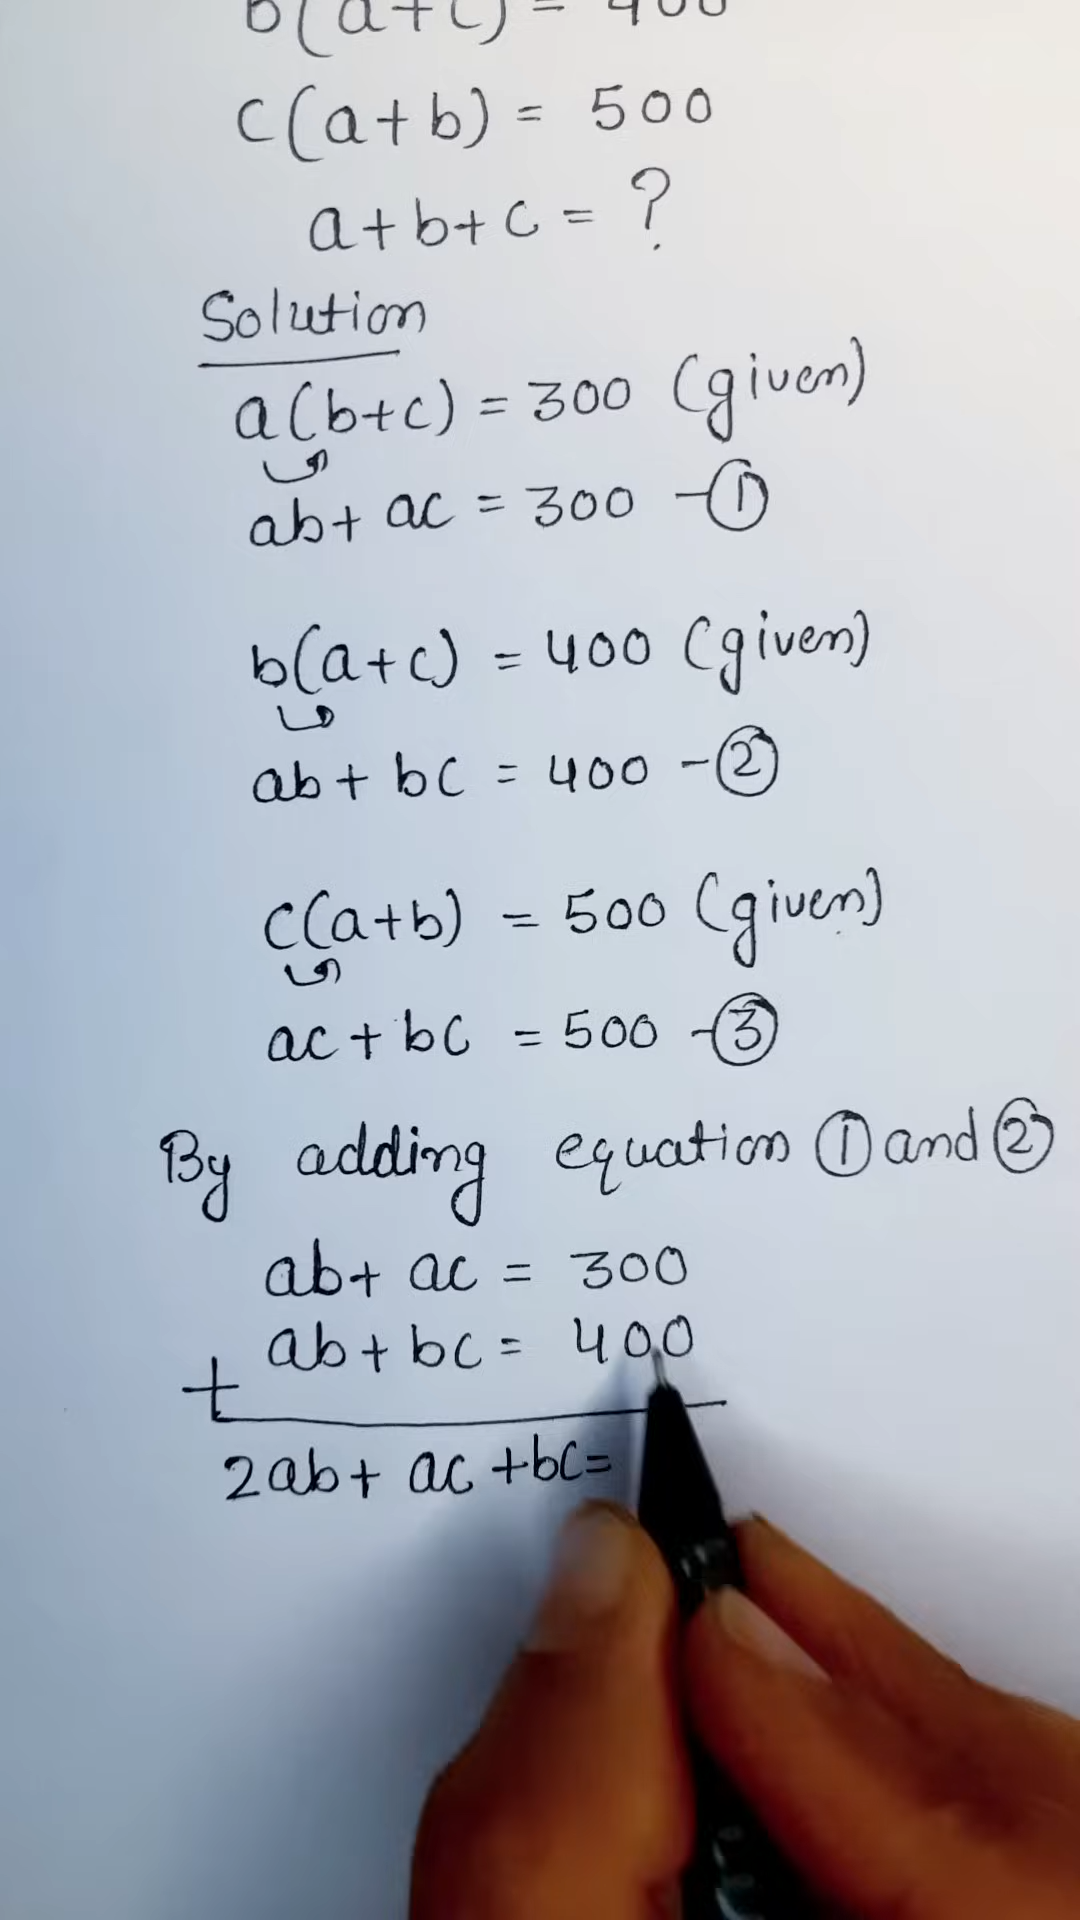 b(a+c) = 400
c(a+b) = 500
a+b+c = ?
Solution
a(b+c) = 300 (given)
ab+ ac = 300 -①
b(a+c) = 400 (given)
ab + bc = 400 -②
c(a+b) = 500 (given)
ac + bc = 500 -③
By adding equation ① and ②
ab+ ac = 300
ab + bc = 400
+
2ab+ ac +bc=